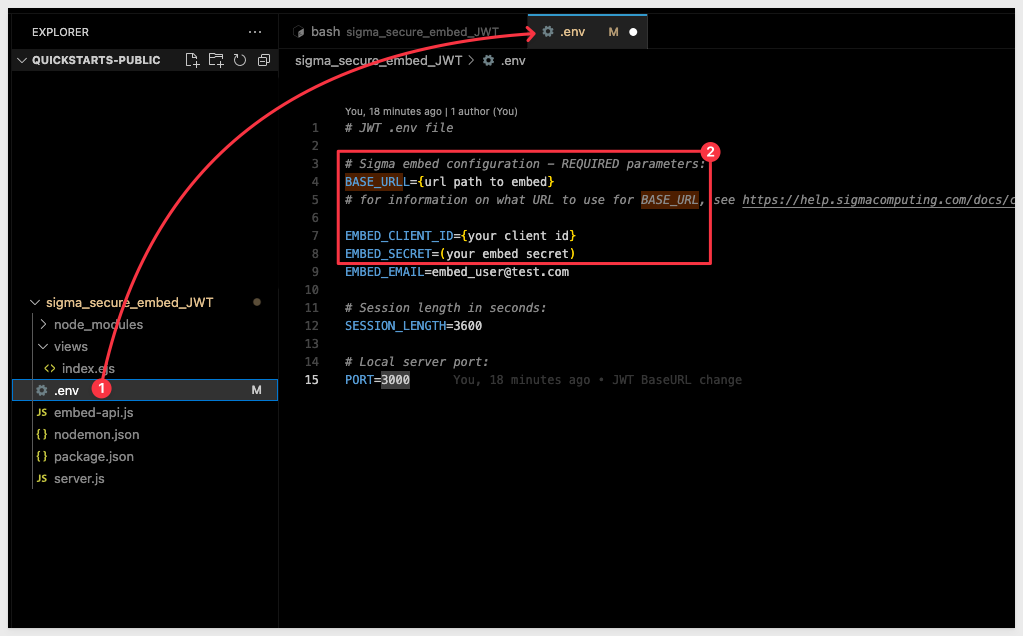 EXPLORER
QUICKSTARTS-PUBLIC
sigma_secure_embed_JWT
node_modules
views
index.ejs
.env 1 M
JS embed-api.js
{} nodemon.json
{} package.json
JS server.js
bash sigma_secure_embed_JWT
.env M
sigma_secure_embed_JWT > .env
You, 18 minutes ago | 1 author (You)
1 # JWT .env file
2
3 # Sigma embed configuration – REQUIRED parameters:
2
4 BASE_URLL={url path to embed}
5 # for information on what URL to use for BASE_URL, see https://help.sigmacomputing.com/docs/c
6
7 EMBED_CLIENT_ID={your client id}
8 EMBED_SECRET=(your embed secret)
9 EMBED_EMAIL=embed_user@test.com
10
11 # Session length in seconds:
12 SESSION_LENGTH=3600
13
14 # Local server port:
15 PORT=3000 You, 18 minutes ago • JWT BaseURL change